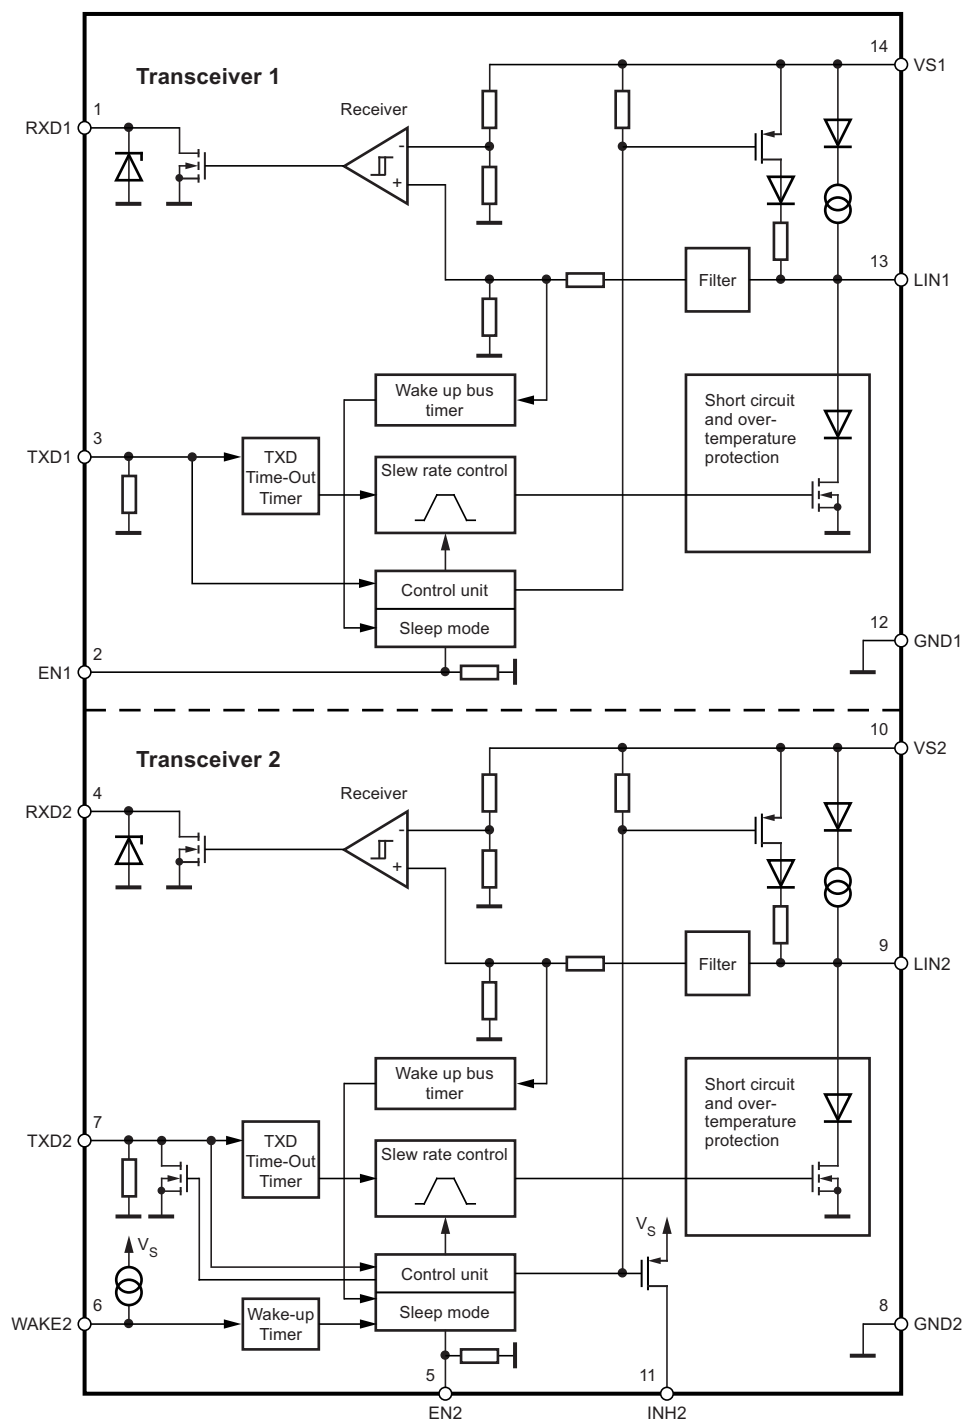 14
VS1
Transceiver 1
1
Receiver
RXD1
-
+
13
Filter
LIN1
Wake up bus
timer
Short circuit
and over-
temperature
protection
3
TXD1
TXD
Time-Out
Timer
Slew rate control
Control unit
Sleep mode
12
GND1
2
EN1
10
VS2
Transceiver 2
4
Receiver
RXD2
-
+
9
Filter
LIN2
Wake up bus
timer
Short circuit
and over-
temperature
protection
7
TXD2
TXD
Time-Out
Timer
Slew rate control
VS
VS
Control unit
Sleep mode
6
WAKE2
Wake-up
Timer
8
GND2
5
11
EN2
INH2